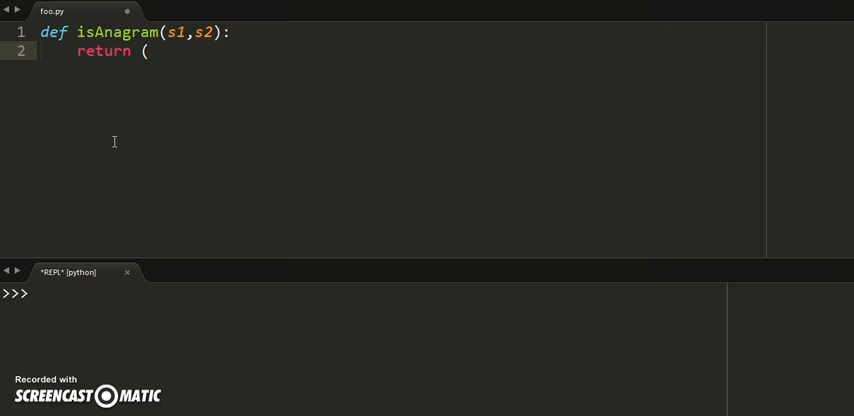 foo.py
1 def isAnagram(s1,s2):
2     return (
*REPL* [python]
>>>
Recorded with
SCREENCAST-O-MATIC